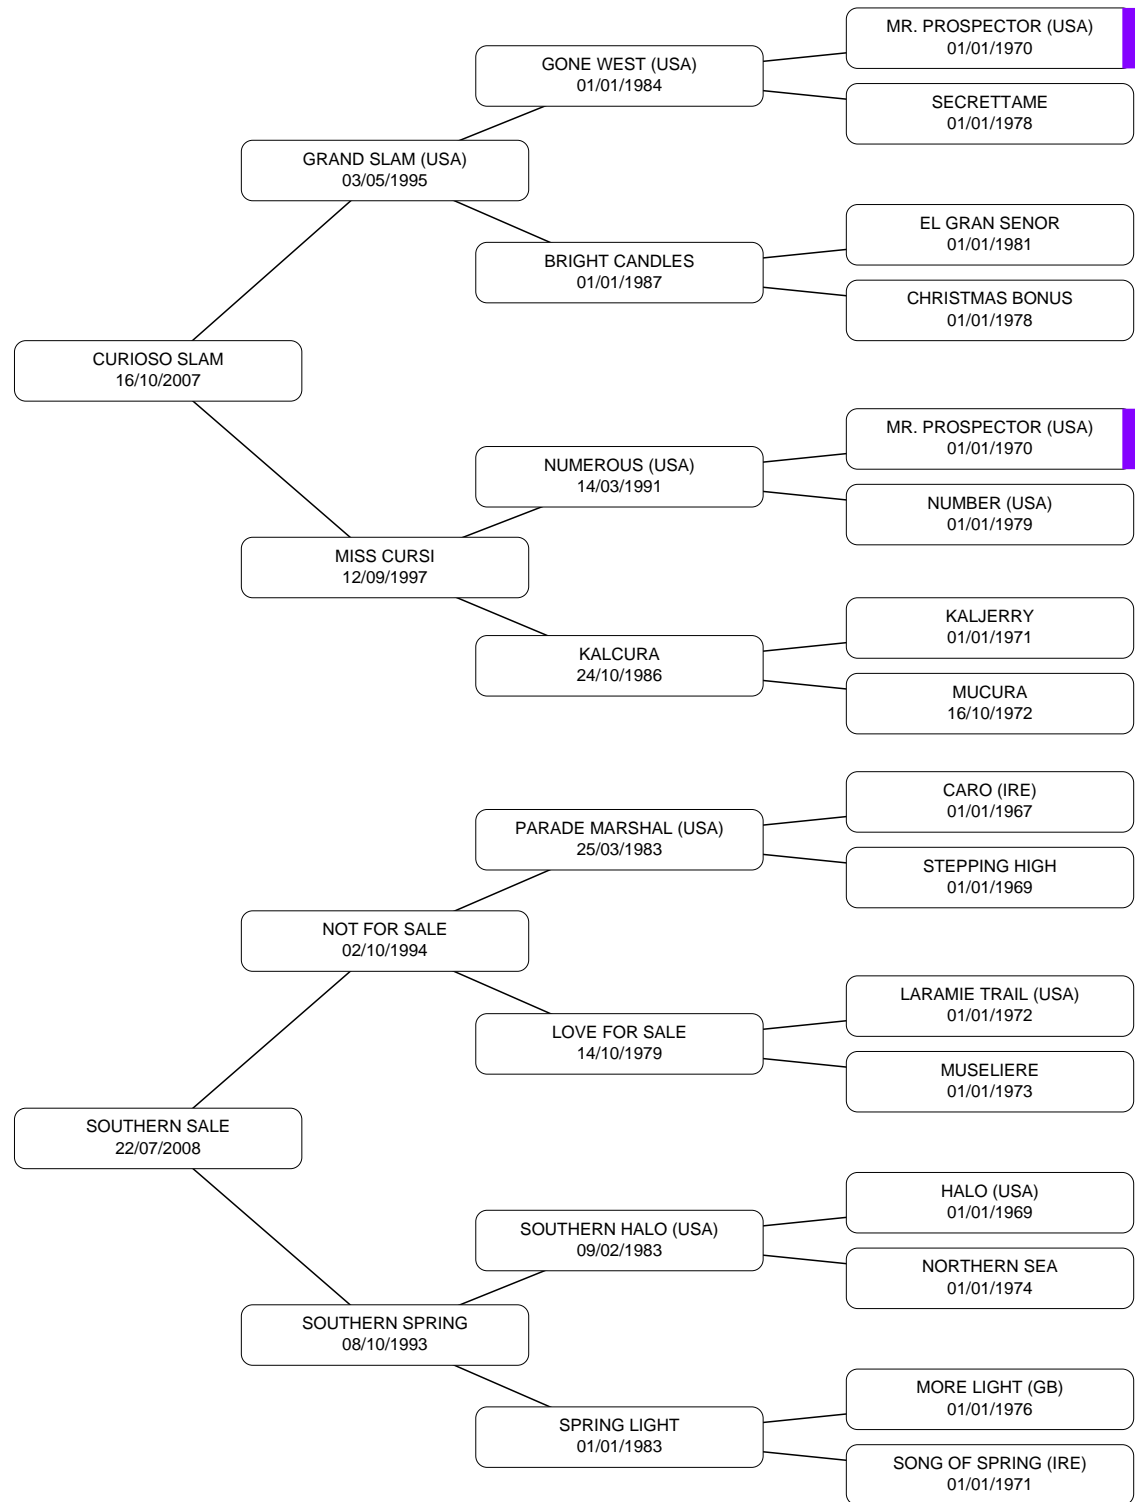 MR. PROSPECTOR (USA)
01/01/1970
GONE WEST (USA)
01/01/1984
SECRETTAME
01/01/1978
GRAND SLAM (USA)
03/05/1995
EL GRAN SENOR
01/01/1981
BRIGHT CANDLES
01/01/1987
CHRISTMAS BONUS
01/01/1978
CURIOSO SLAM
16/10/2007
MR. PROSPECTOR (USA)
01/01/1970
NUMEROUS (USA)
14/03/1991
NUMBER (USA)
01/01/1979
MISS CURSI
12/09/1997
KALJERRY
01/01/1971
KALCURA
24/10/1986
MUCURA
16/10/1972
CARO (IRE)
01/01/1967
PARADE MARSHAL (USA)
25/03/1983
STEPPING HIGH
01/01/1969
NOT FOR SALE
02/10/1994
LARAMIE TRAIL (USA)
01/01/1972
LOVE FOR SALE
14/10/1979
MUSELIERE
01/01/1973
SOUTHERN SALE
22/07/2008
HALO (USA)
01/01/1969
SOUTHERN HALO (USA)
09/02/1983
NORTHERN SEA
01/01/1974
SOUTHERN SPRING
08/10/1993
MORE LIGHT (GB)
01/01/1976
SPRING LIGHT
01/01/1983
SONG OF SPRING (IRE)
01/01/1971